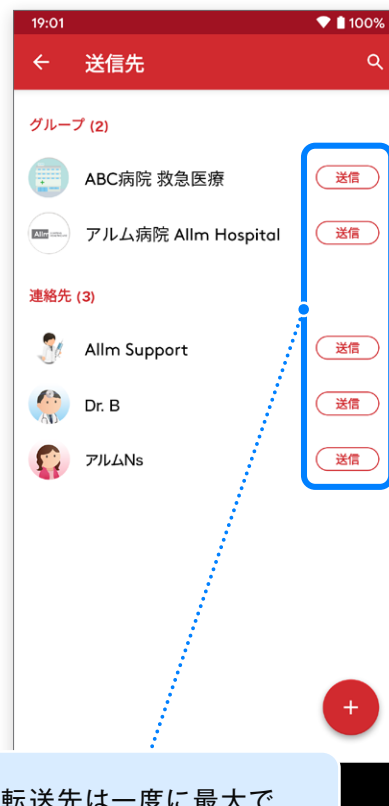 19:01 100%
送信先
グループ (2)
ABC病院 救急医療 送信
Allm アルム病院 Allm Hospital 送信
連絡先 (3)
Allm Support 送信
Dr. B 送信
アルムNs 送信
転送先は一度に最大で